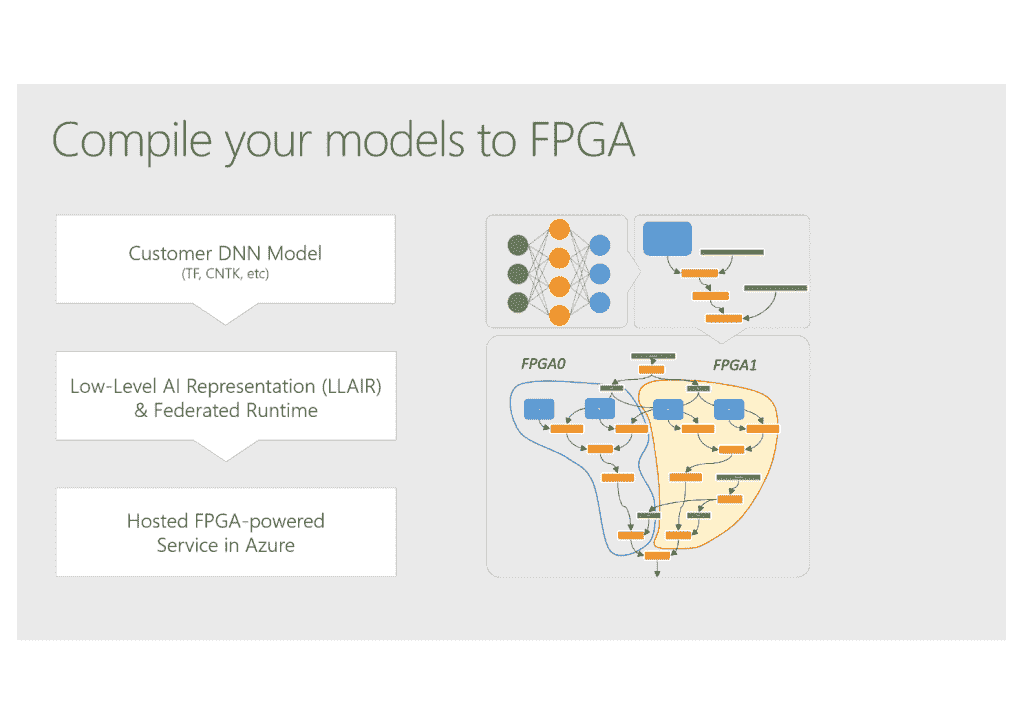 Compile your models to FPGA
Customer DNN Model
(TF, CNTK, etc)
Low-Level AI Representation (LLAIR)
& Federated Runtime
Hosted FPGA-powered
Service in Azure
FPGA0
FPGA1